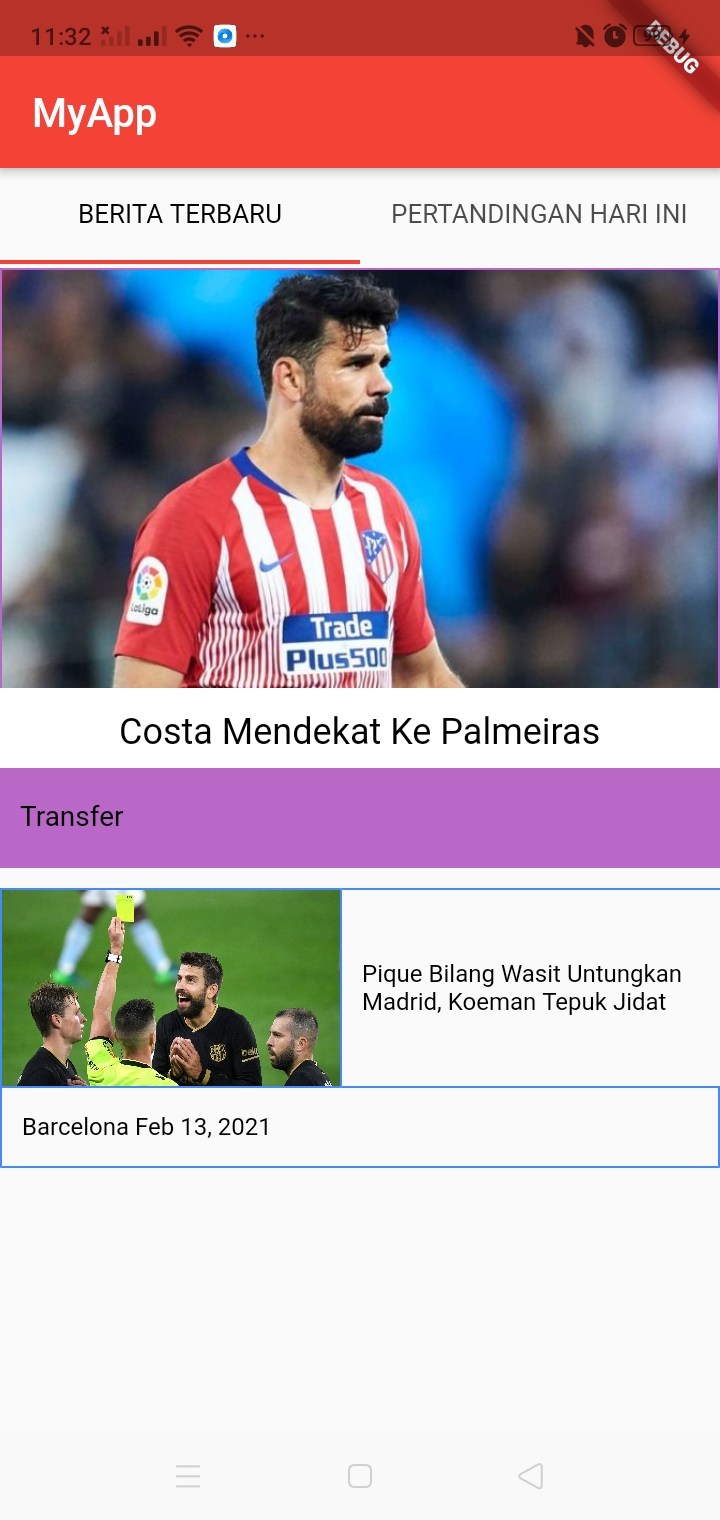 11:32
DEBUG
MyApp
BERITA TERBARU
PERTANDINGAN HARI INI
LaLiga
Trade
Plus500
Costa Mendekat Ke Palmeiras
Transfer
Pique Bilang Wasit Untungkan
Madrid, Koeman Tepuk Jidat
Barcelona Feb 13, 2021